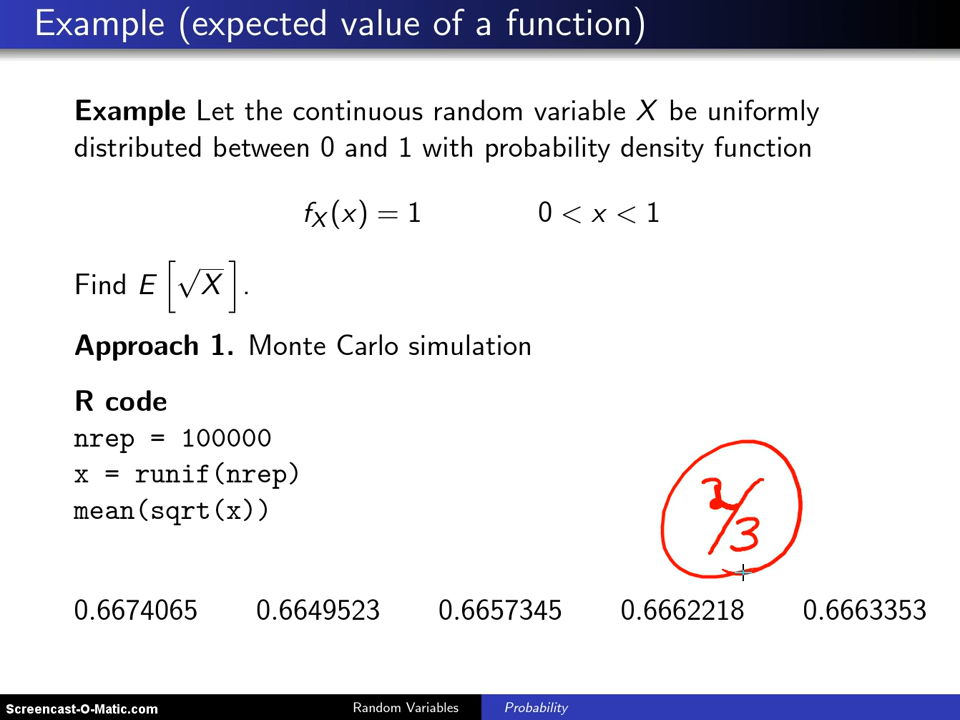 Example (expected value of a function)
Example Let the continuous random variable X be uniformly
distributed between 0 and 1 with probability density function
f_X(x) = 1 0 < x < 1
Find E [√X].
Approach 1. Monte Carlo simulation
R code
nrep = 100000
x = runif(nrep)
mean(sqrt(x))
2/3
0.6674065 0.6649523 0.6657345 0.6662218 0.6663353
Screencast-O-Matic.com Random Variables Probability